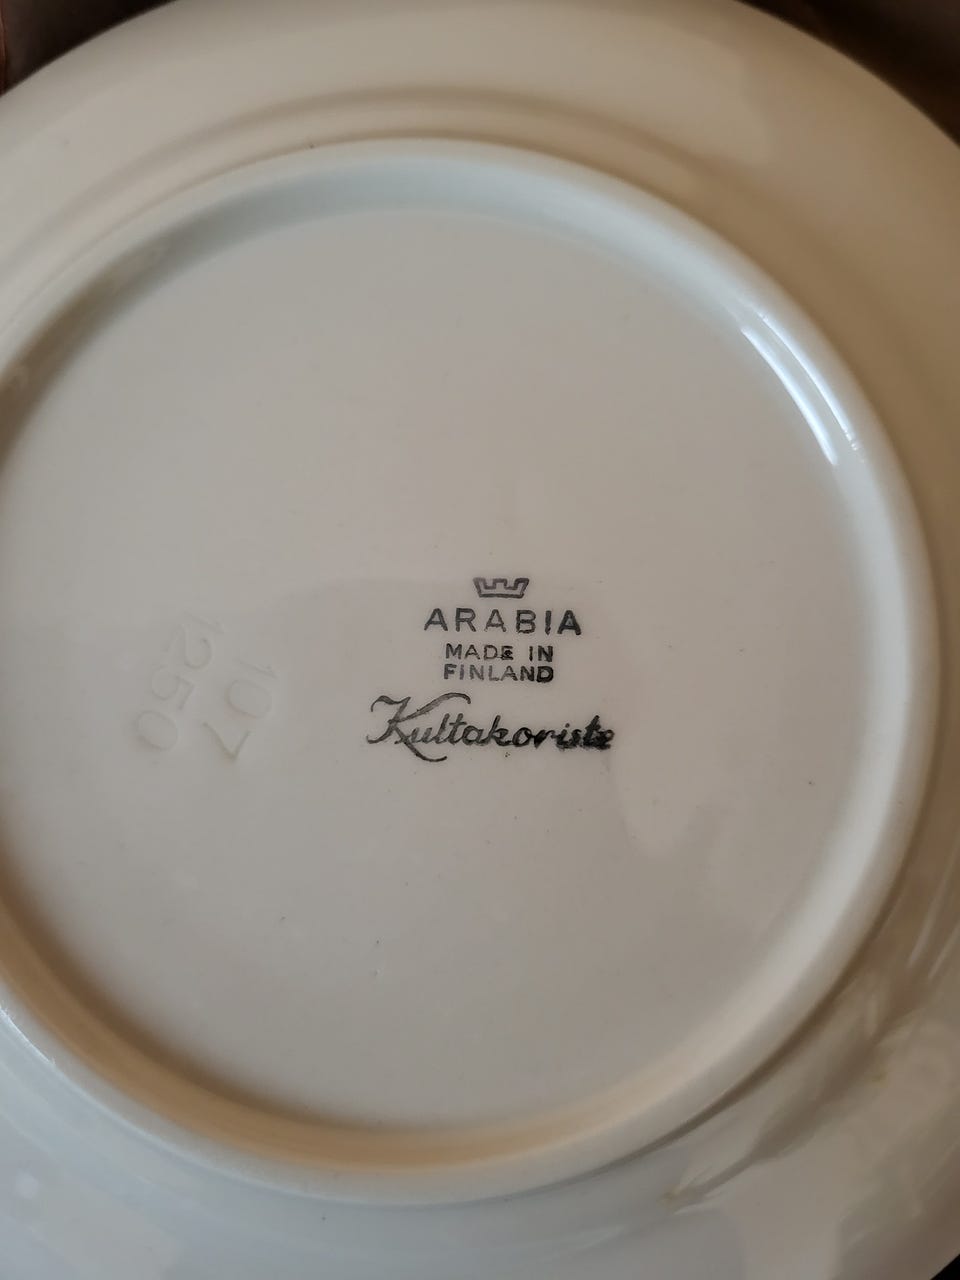 ARABIA
MADE IN
FINLAND
Kultakoriste
107
1250